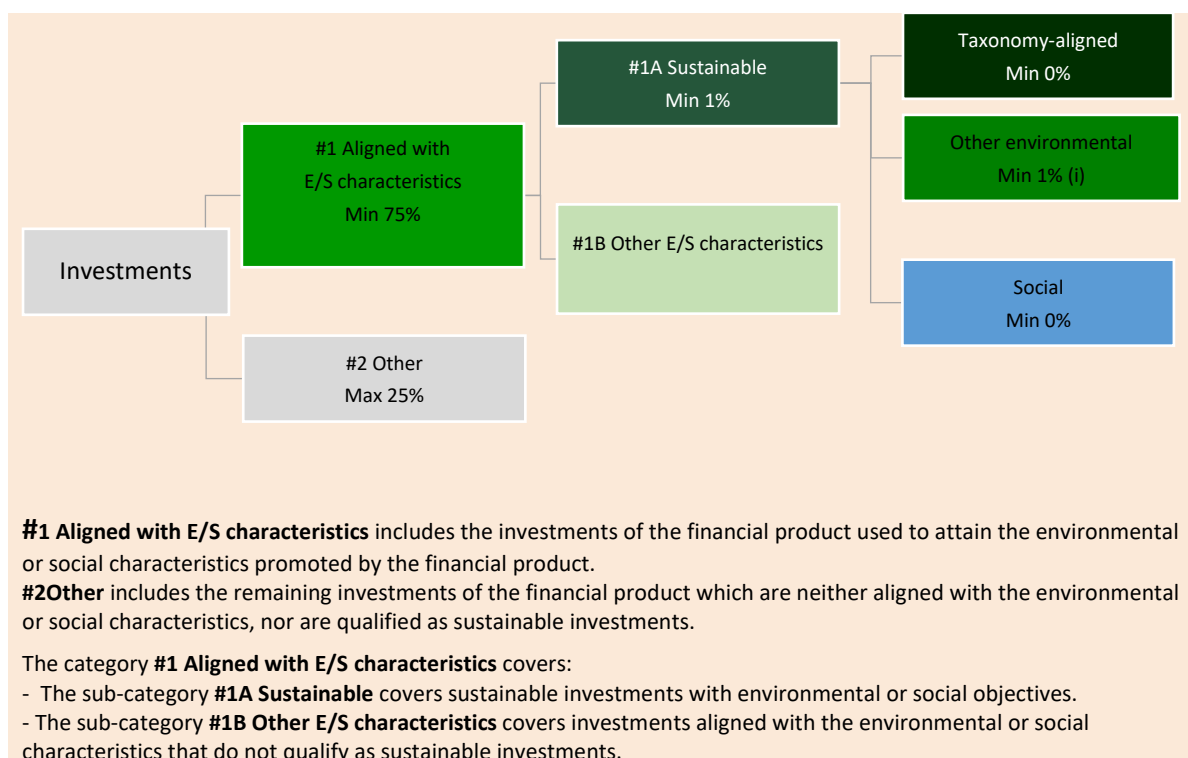 Taxonomy-aligned
Min 0%
#1A Sustainable
Min 1%
Other environmental
Min 1% (i)
#1 Aligned with
E/S characteristics
Min 75%
#1B Other E/S characteristics
Investments
Social
Min 0%
#2 Other
Max 25%
#1 Aligned with E/S characteristics includes the investments of the financial product used to attain the environmental
or social characteristics promoted by the financial product.
#2Other includes the remaining investments of the financial product which are neither aligned with the environmental
or social characteristics, nor are qualified as sustainable investments.
The category #1 Aligned with E/S characteristics covers:
- The sub-category #1A Sustainable covers sustainable investments with environmental or social objectives.
- The sub-category #1B Other E/S characteristics covers investments aligned with the environmental or social
characteristics that do not qualify as sustainable investments.